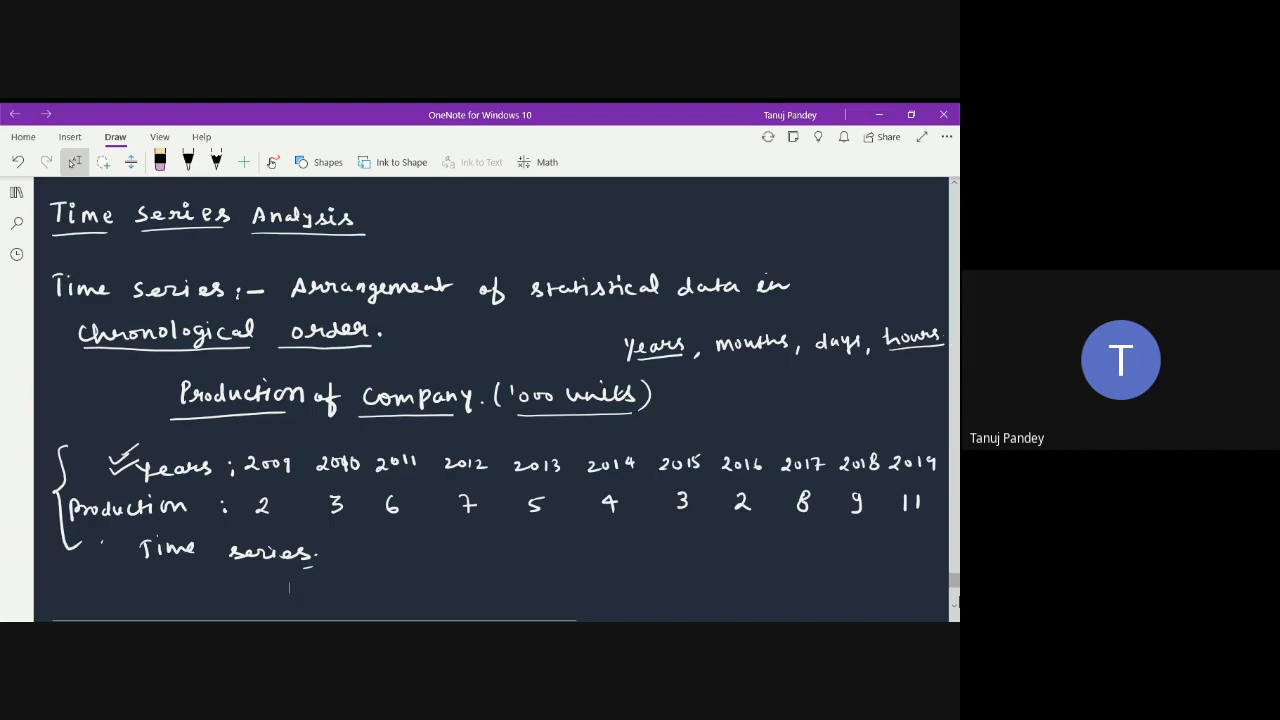 OneNote for Windows 10
Tanuj Pandey
Home Insert Draw View Help
Share
Shapes Ink to Shape Ink to Text Math
Time series Analysis
Time series :- Arrangement of statistical data in
chronological order.
years, months, days, hours
Production of company. ('000 units)
years : 2009 2010 2011 2012 2013 2014 2015 2016 2017 2018 2019
Production : 2 3 6 7 5 4 3 2 8 9 11
Time series.
T
Tanuj Pandey